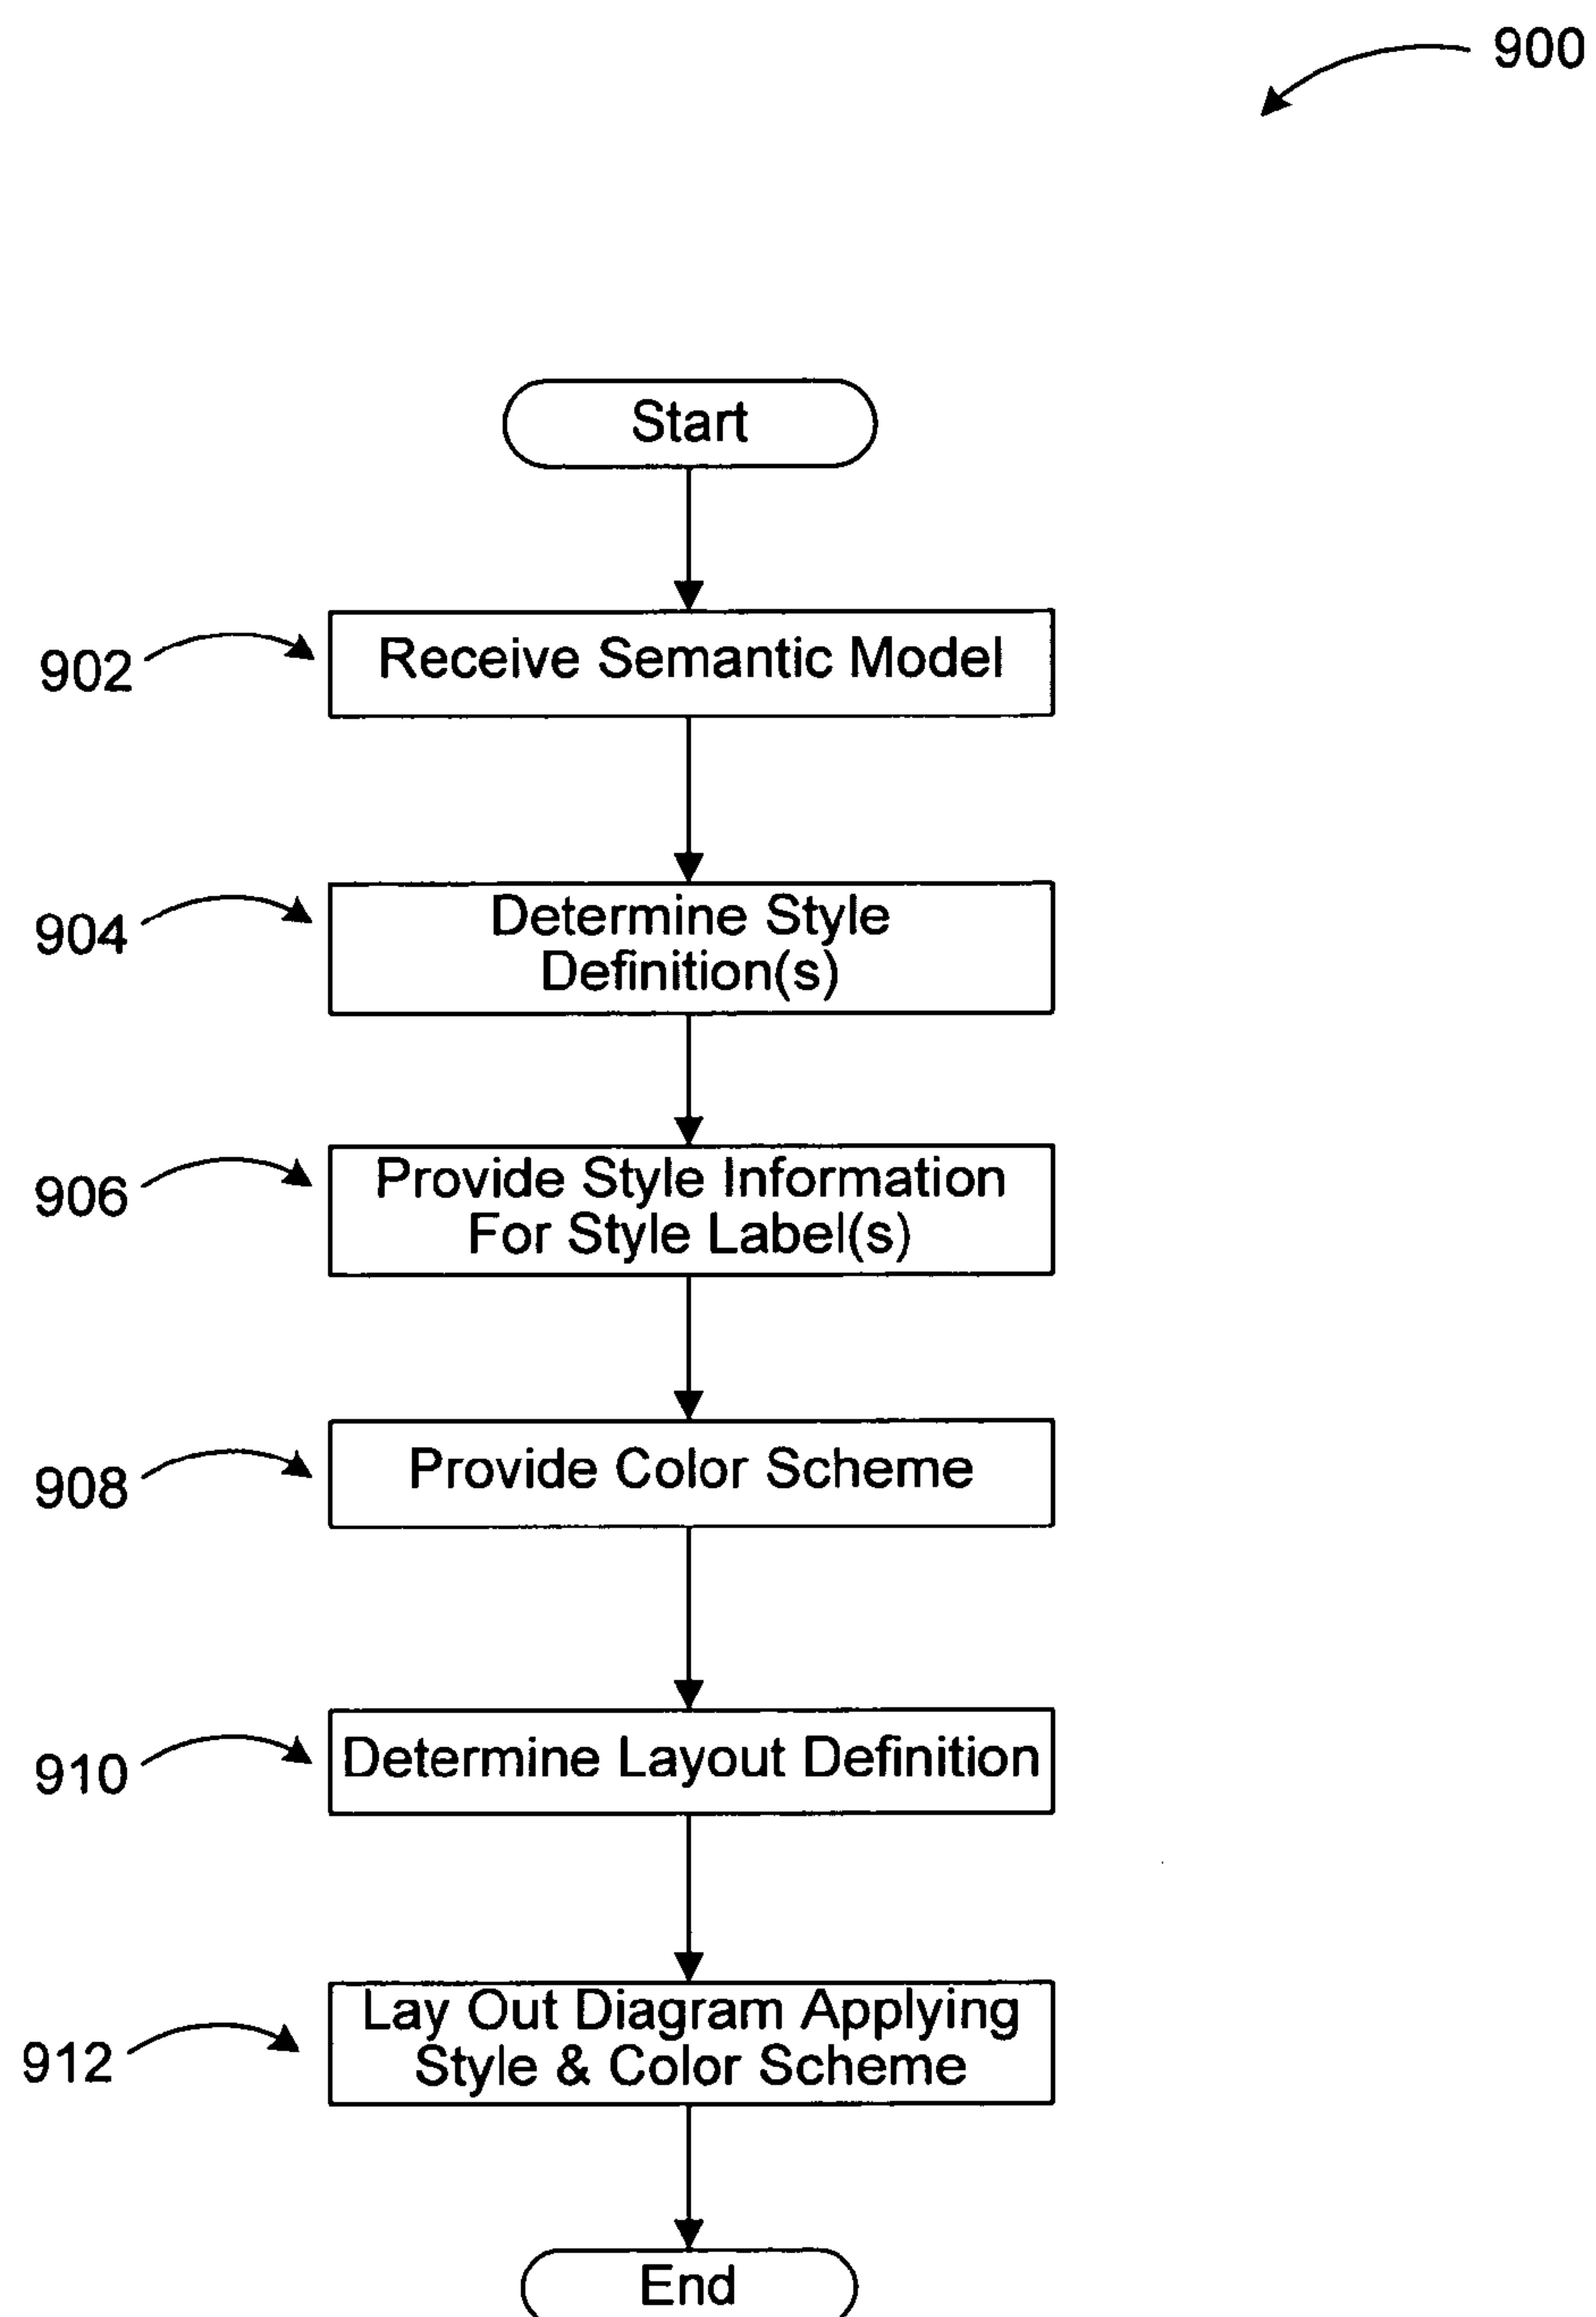 900
Start
902
Receive Semantic Model
904
Determine Style
Definition(s)
906
Provide Style Information
For Style Label(s)
908
Provide Color Scheme
910
Determine Layout Definition
912
Lay Out Diagram Applying
Style & Color Scheme
End